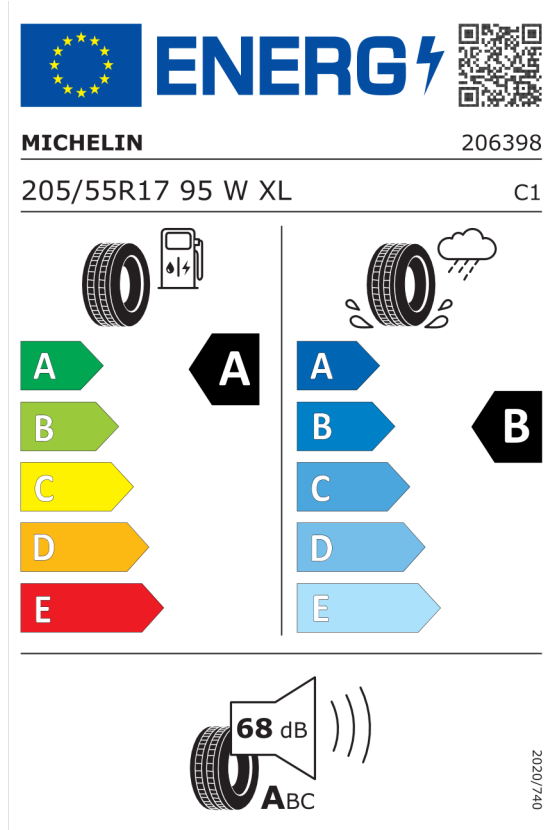 ENERG
MICHELIN 206398
205/55R17 95 W XL C1
A A A
B B B
C C
D D
E E
68 dB
ABC
2020/740